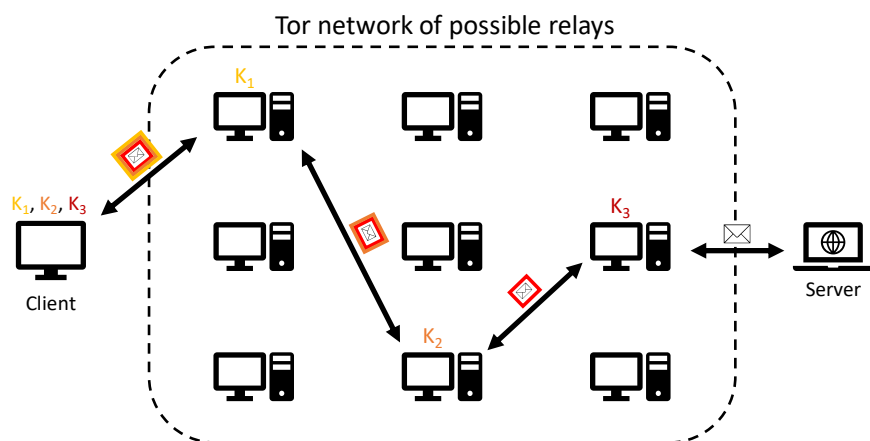 Tor network of possible relays
K₁
K₁, K₂, K₃
Client
K₃
Server
K₂